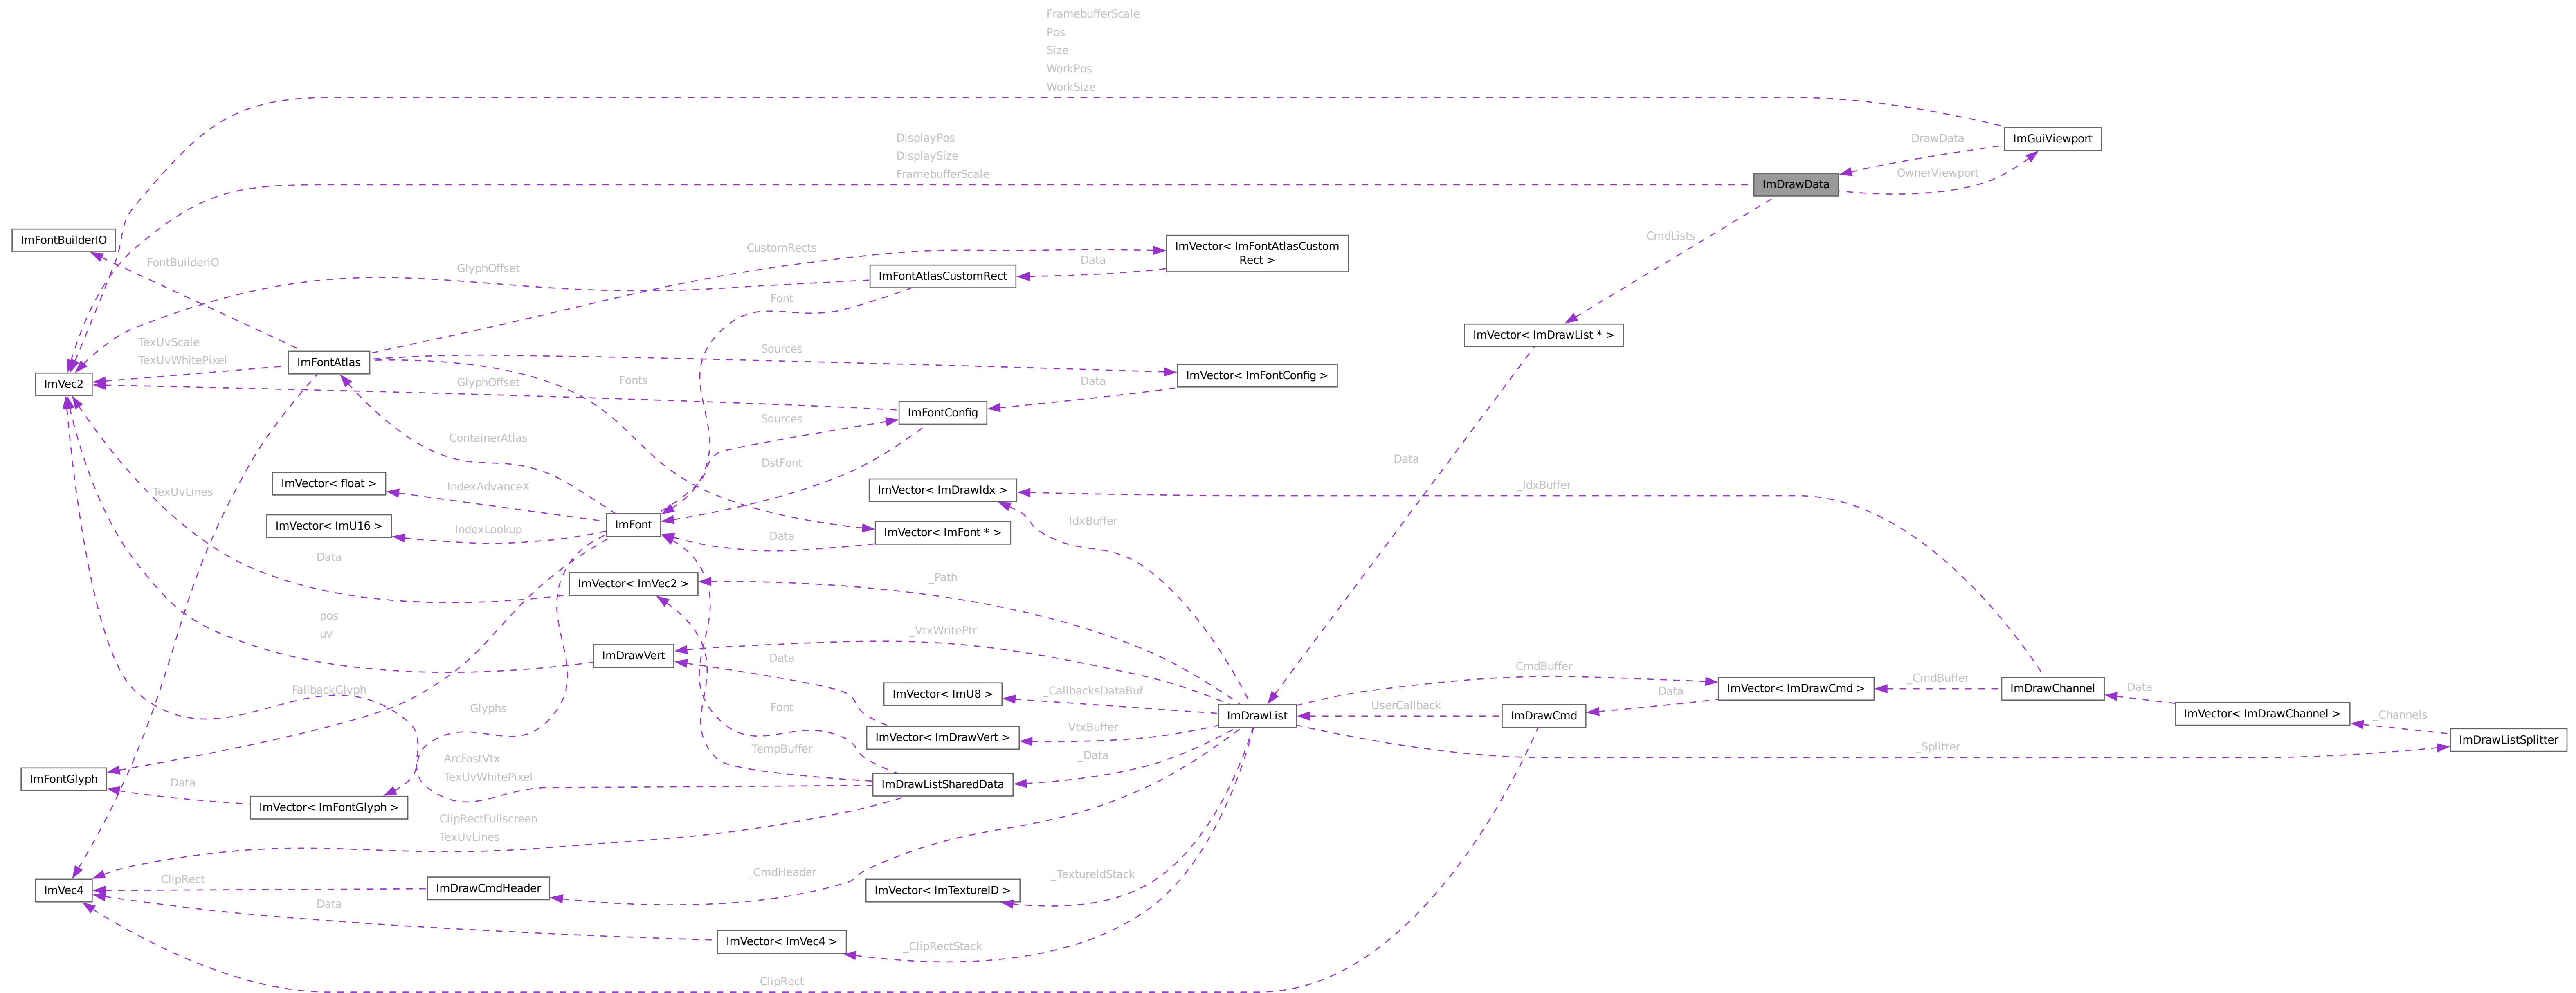 FramebufferScale
Pos
Size
WorkPos
WorkSize
ImGuiViewport
DrawData
DisplayPos
DisplaySize
FramebufferScale
OwnerViewport
ImDrawData
ImFontBuilderIO
CmdLists
CustomRects
ImVector< ImFontAtlasCustom
Rect >
FontBuilderIO
GlyphOffset
Data
ImFontAtlasCustomRect
Font
ImVector< ImDrawList * >
TexUvScale
TexUvWhitePixel
ImFontAtlas
Sources
ImVector< ImFontConfig >
ImVec2
GlyphOffset
Fonts
Data
ImFontConfig
Sources
ContainerAtlas
DstFont
Data
ImVector< float >
IndexAdvanceX
ImVector< ImDrawIdx >
_IdxBuffer
TexUvLines
ImVector< ImU16 >
IndexLookup
ImFont
ImVector< ImFont * >
IdxBuffer
Data
Data
ImVector< ImVec2 >
_Path
pos
uv
_VtxWritePtr
ImDrawVert
Data
CmdBuffer
_CmdBuffer
FallbackGlyph
ImVector< ImU8 >
_CallbacksDataBuf
Data
ImVector< ImDrawCmd >
ImDrawChannel
Data
Glyphs
Font
ImDrawList
UserCallback
ImDrawCmd
ImVector< ImDrawChannel >
_Channels
VtxBuffer
ImVector< ImDrawVert >
ImDrawListSplitter
TempBuffer
_Data
_Splitter
ArcFastVtx
TexUvWhitePixel
ImFontGlyph
Data
ImDrawListSharedData
ImVector< ImFontGlyph >
ClipRectFullscreen
TexUvLines
ImVec4
ClipRect
ImDrawCmdHeader
_CmdHeader
ImVector< ImTextureID >
_TextureIdStack
Data
ImVector< ImVec4 >
_ClipRectStack
ClipRect